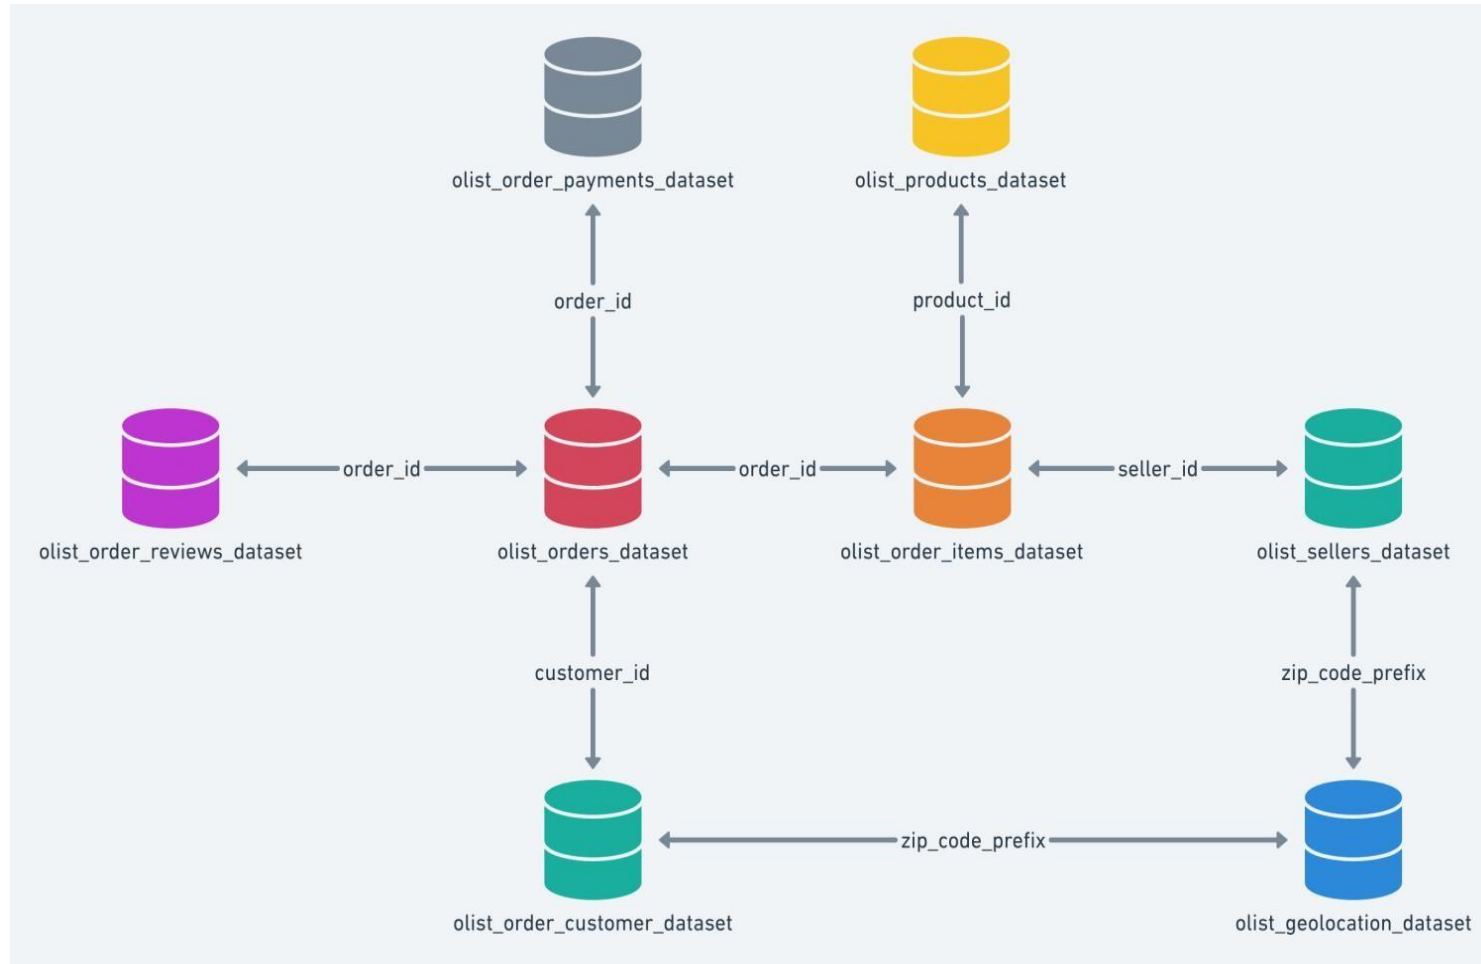 olist_order_payments_dataset
olist_products_dataset
order_id
product_id
order_id
order_id
seller_id
olist_order_reviews_dataset
olist_orders_dataset
olist_order_items_dataset
olist_sellers_dataset
customer_id
zip_code_prefix
zip_code_prefix
olist_order_customer_dataset
olist_geolocation_dataset